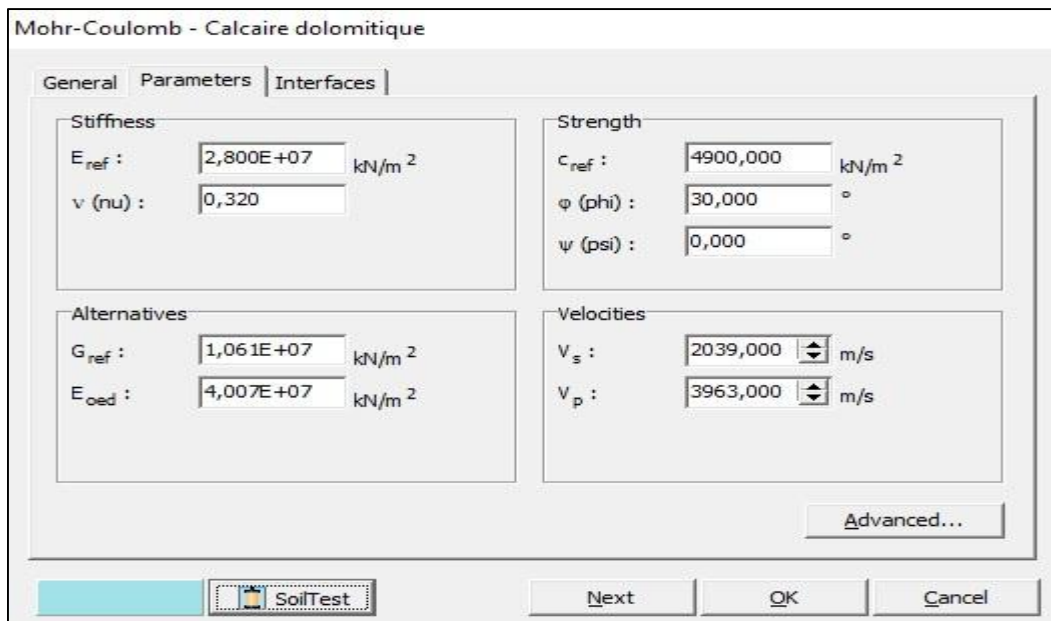 Mohr-Coulomb - Calcaire dolomitique
General Parameters Interfaces
Stiffness
E ref : 2,800E+07 kN/m 2
ν (nu) : 0,320
Strength
c ref : 4900,000 kN/m 2
φ (phi) : 30,000 °
ψ (psi) : 0,000 °
Alternatives
G ref : 1,061E+07 kN/m 2
E oed : 4,007E+07 kN/m 2
Velocities
V s : 2039,000 m/s
V p : 3963,000 m/s
Advanced...
SoilTest Next OK Cancel